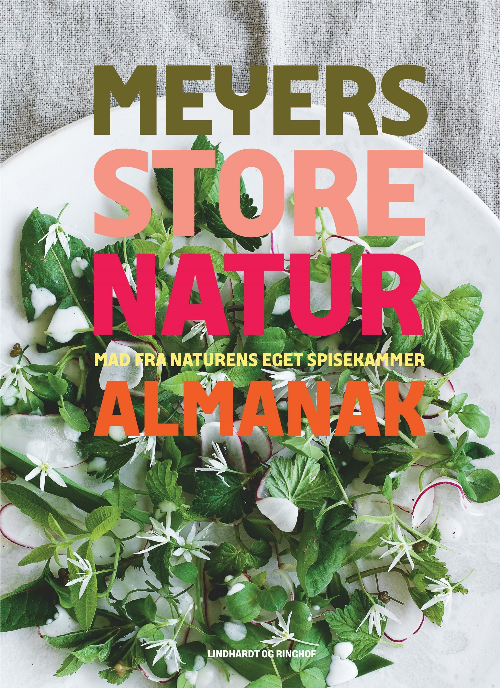 MEYERS
STORE
NATUR
MAD FRA NATURENS EGET SPISEKAMMER
ALMANAK
LINDHARDT OG RINGHOF